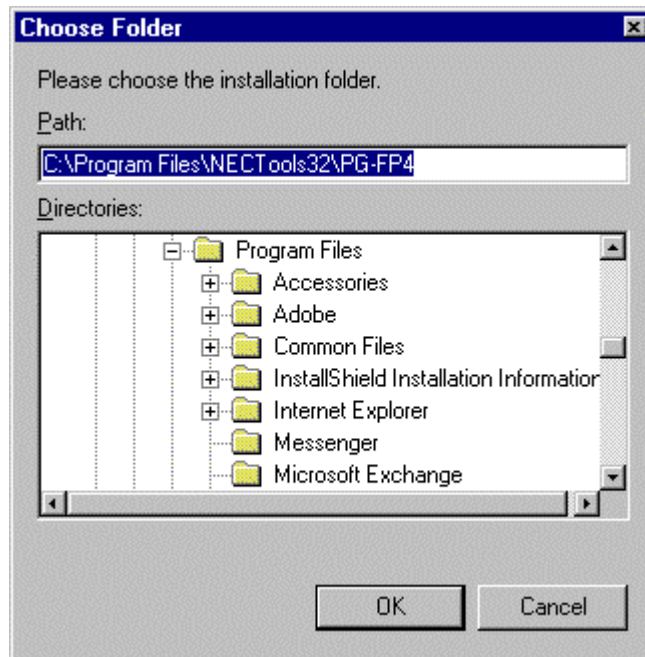 Choose Folder
Please choose the installation folder.
Path:
C:\Program Files\NECTools32\PG-FP4
Directories:
Program Files
Accessories
Adobe
Common Files
InstallShield Installation Information
Internet Explorer
Messenger
Microsoft Exchange
OK
Cancel